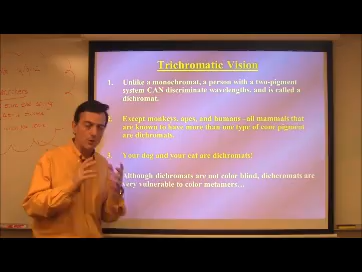 Trichromatic Vision
1. Unlike a monochromat, a person with a two-pigment
system CAN discriminate wavelengths, and is called a
dichromat.
Except monkeys, apes, and humans - all mammals that
are known to have more than one type of cone pigment
are dichromats.
3. Your dog and your cat are dichromats!
Although dichromats are not color blind, dichromats are
very vulnerable to color metamers…